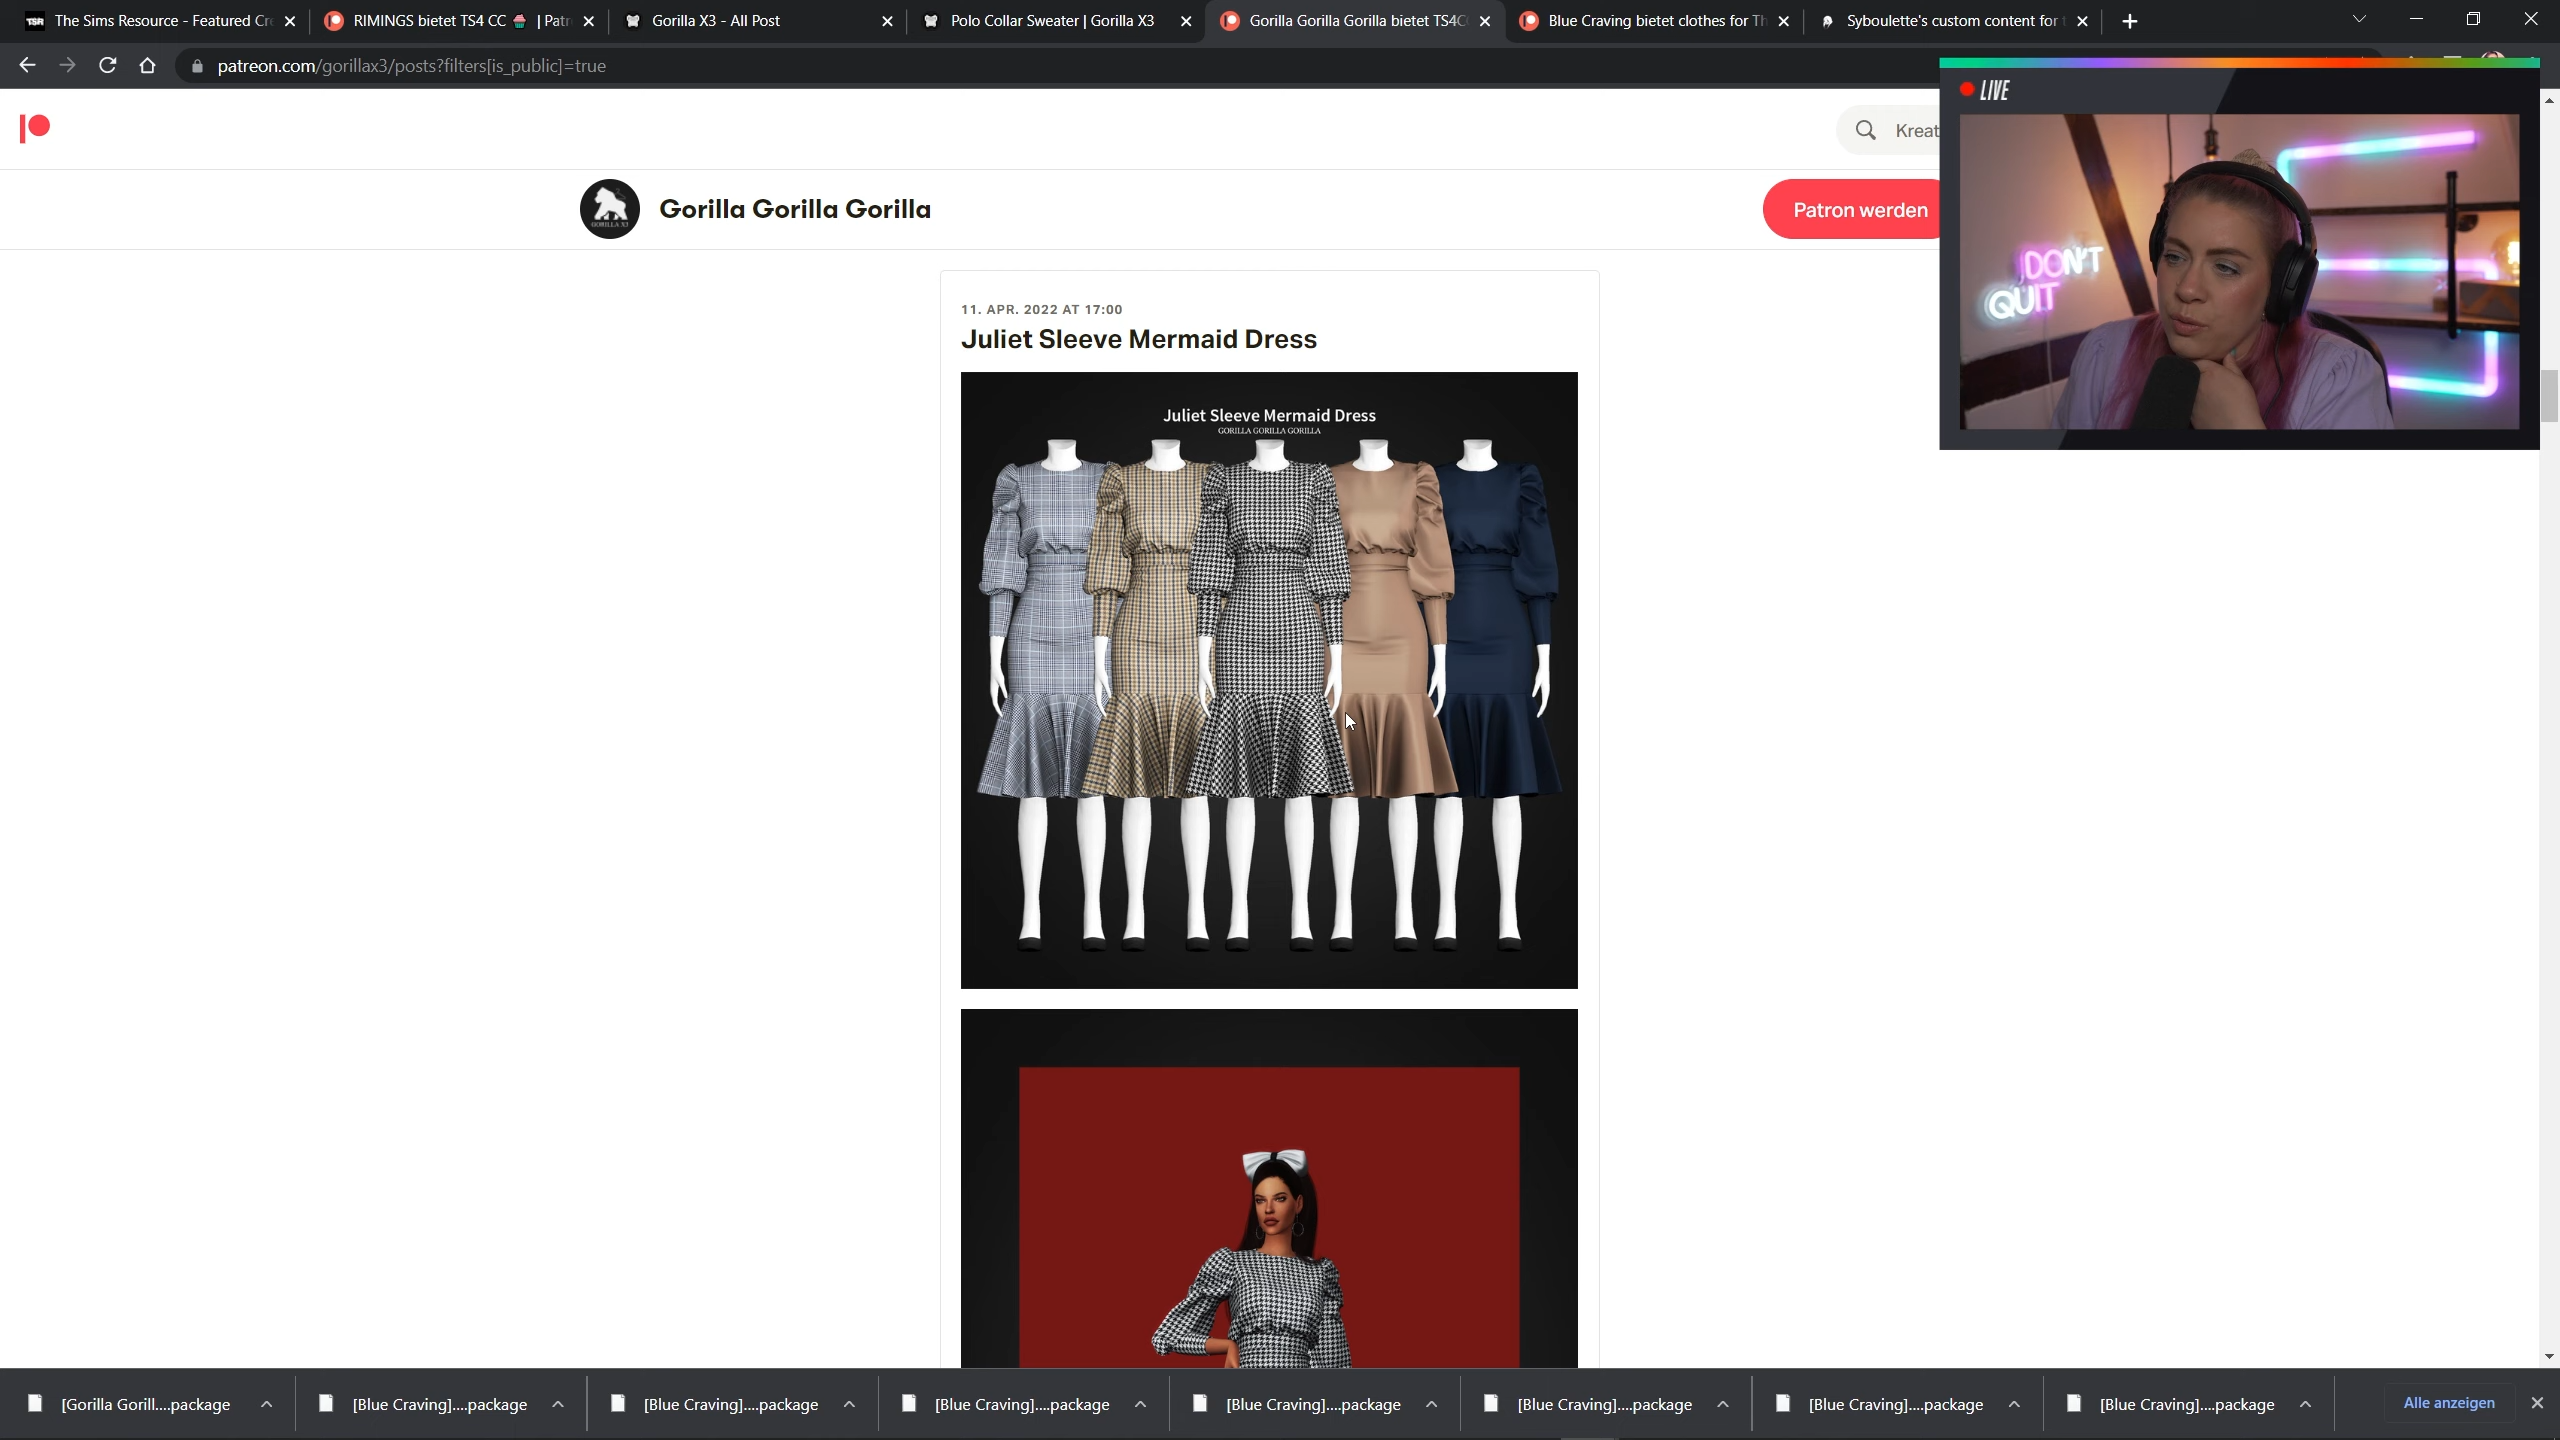 The Sims Resource - Featured Cr
RIMINGS bietet TS4 CC 🧁 | Patr
Gorilla X3 - All Post
Polo Collar Sweater | Gorilla X3
Gorilla Gorilla Gorilla bietet TS4C
Blue Craving bietet clothes for Th
Syboulette's custom content for t
patreon.com/gorillax3/posts?filters[is_public]=true
LIVE
Kreat
DON'T
QUIT
Gorilla Gorilla Gorilla
Patron werden
11. APR. 2022 AT 17:00
Juliet Sleeve Mermaid Dress
Juliet Sleeve Mermaid Dress
GORILLA GORILLA GORILLA
[Gorilla Gorill....package
[Blue Craving]....package
[Blue Craving]....package
[Blue Craving]....package
[Blue Craving]....package
[Blue Craving]....package
[Blue Craving]....package
[Blue Craving]....package
Alle anzeigen